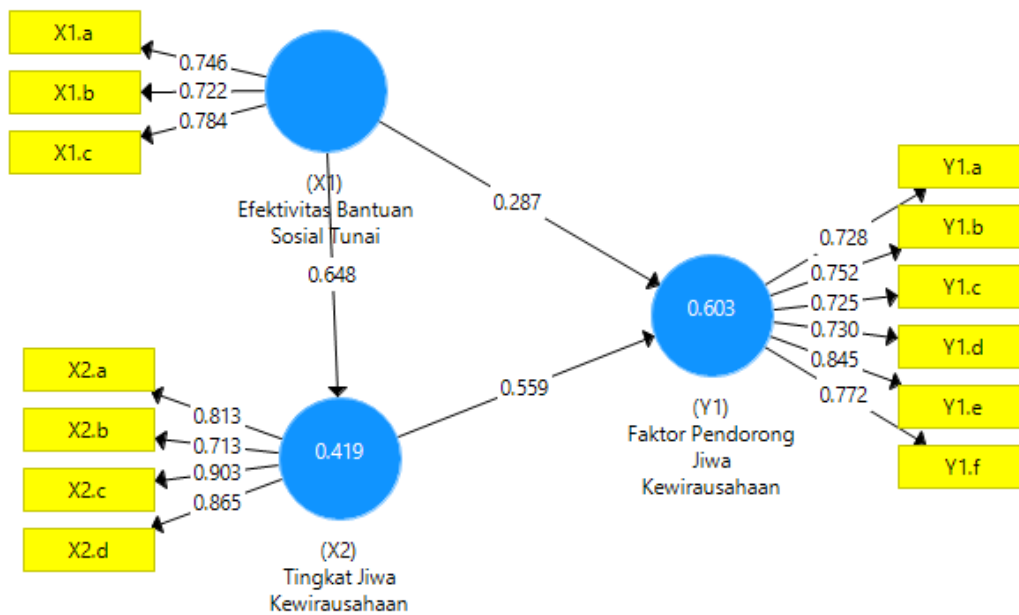 X1.a
X1.b
X1.c
0.746
0.722
0.784
(X1)
Efektivitas Bantuan
Sosial Tunai
0.287
0.648
X2.a
X2.b
X2.c
X2.d
0.813
0.713
0.903
0.865
0.419
(X2)
Tingkat Jiwa
Kewirausahaan
0.559
0.603
(Y1)
Faktor Pendorong
Jiwa
Kewirausahaan
0.728
0.752
0.725
0.730
0.845
0.772
Y1.a
Y1.b
Y1.c
Y1.d
Y1.e
Y1.f